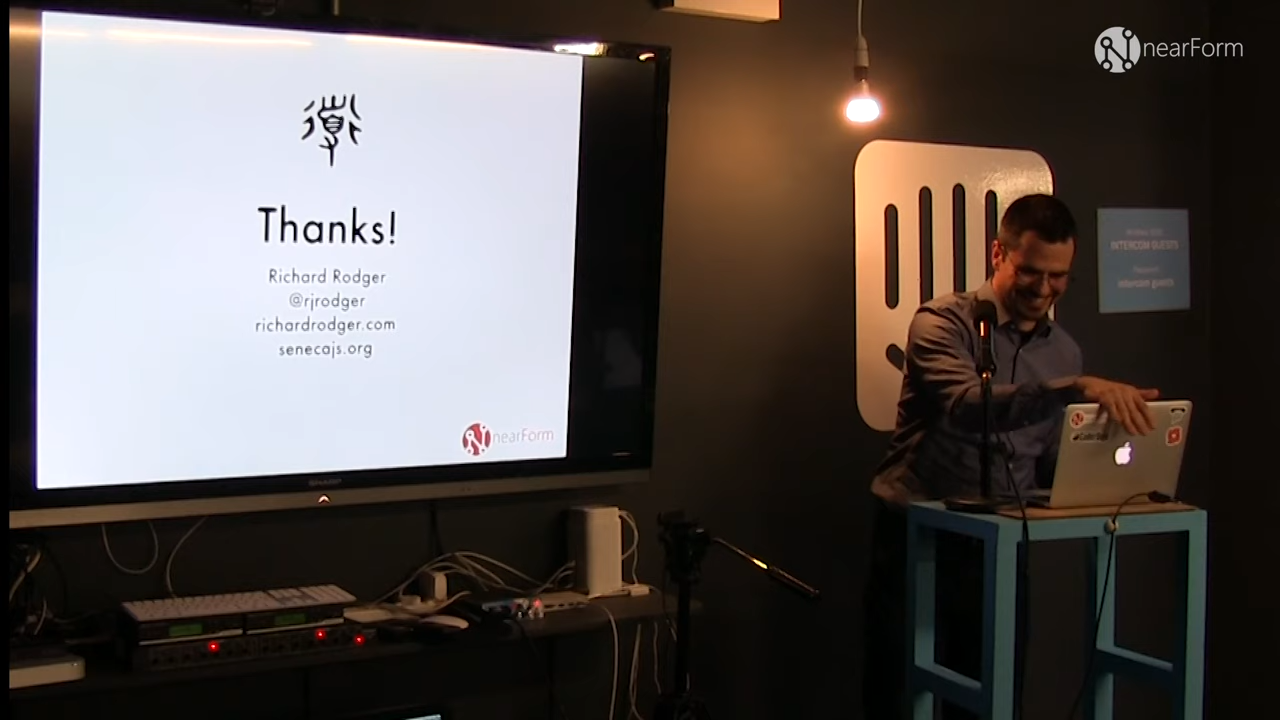 Thanks!
Richard Rodger
@rjrodger
richardrodger.com
senecajs.org
nearForm
SHARP
nearForm
INTERCOM GUESTS
intercom guests